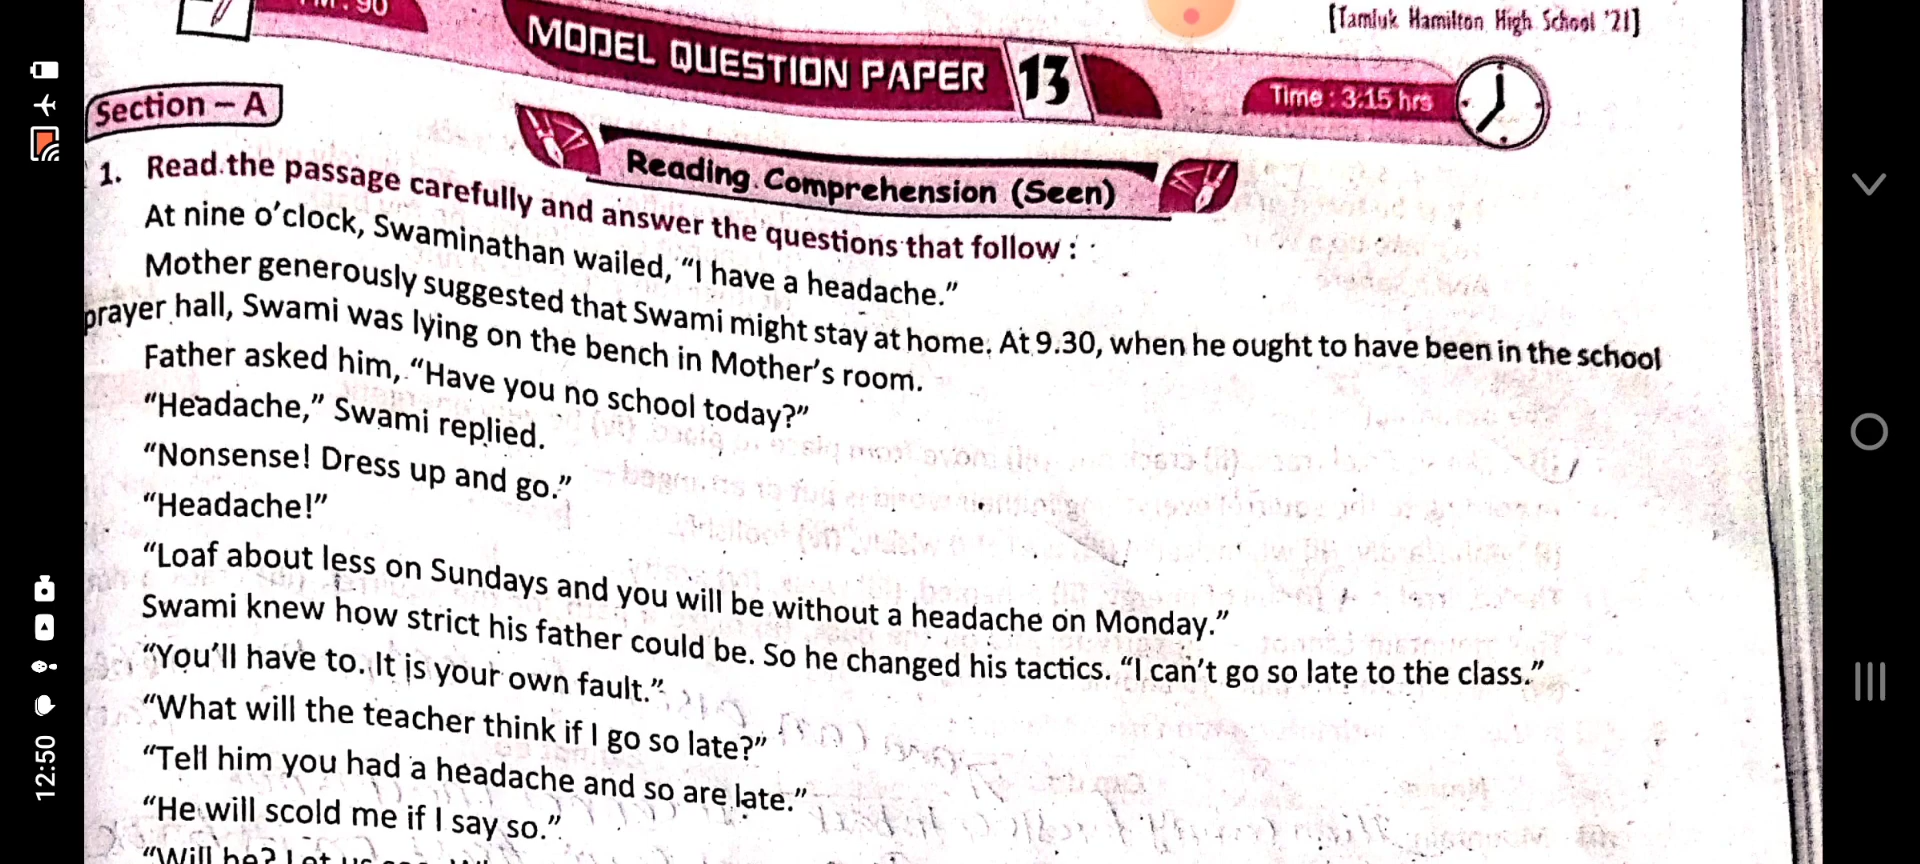 M : 90
[Tamluk Hamilton High School '21]
MODEL QUESTION PAPER 13
Time : 3:15 hrs
Section – A
Reading Comprehension (Seen)
1. Read the passage carefully and answer the questions that follow :
At nine o'clock, Swaminathan wailed, “I have a headache.”
Mother generously suggested that Swami might stay at home. At 9.30, when he ought to have been in the school
prayer hall, Swami was lying on the bench in Mother's room.
Father asked him, “Have you no school today?”
“Headache,” Swami replied.
“Nonsense! Dress up and go.”
“Headache!”
“Loaf about less on Sundays and you will be without a headache on Monday.”
Swami knew how strict his father could be. So he changed his tactics. “I can't go so late to the class.”
“You'll have to. It is your own fault.”
“What will the teacher think if I go so late?”
“Tell him you had a headache and so are late.”
“He will scold me if I say so.”
“Will he? Let us
12:50